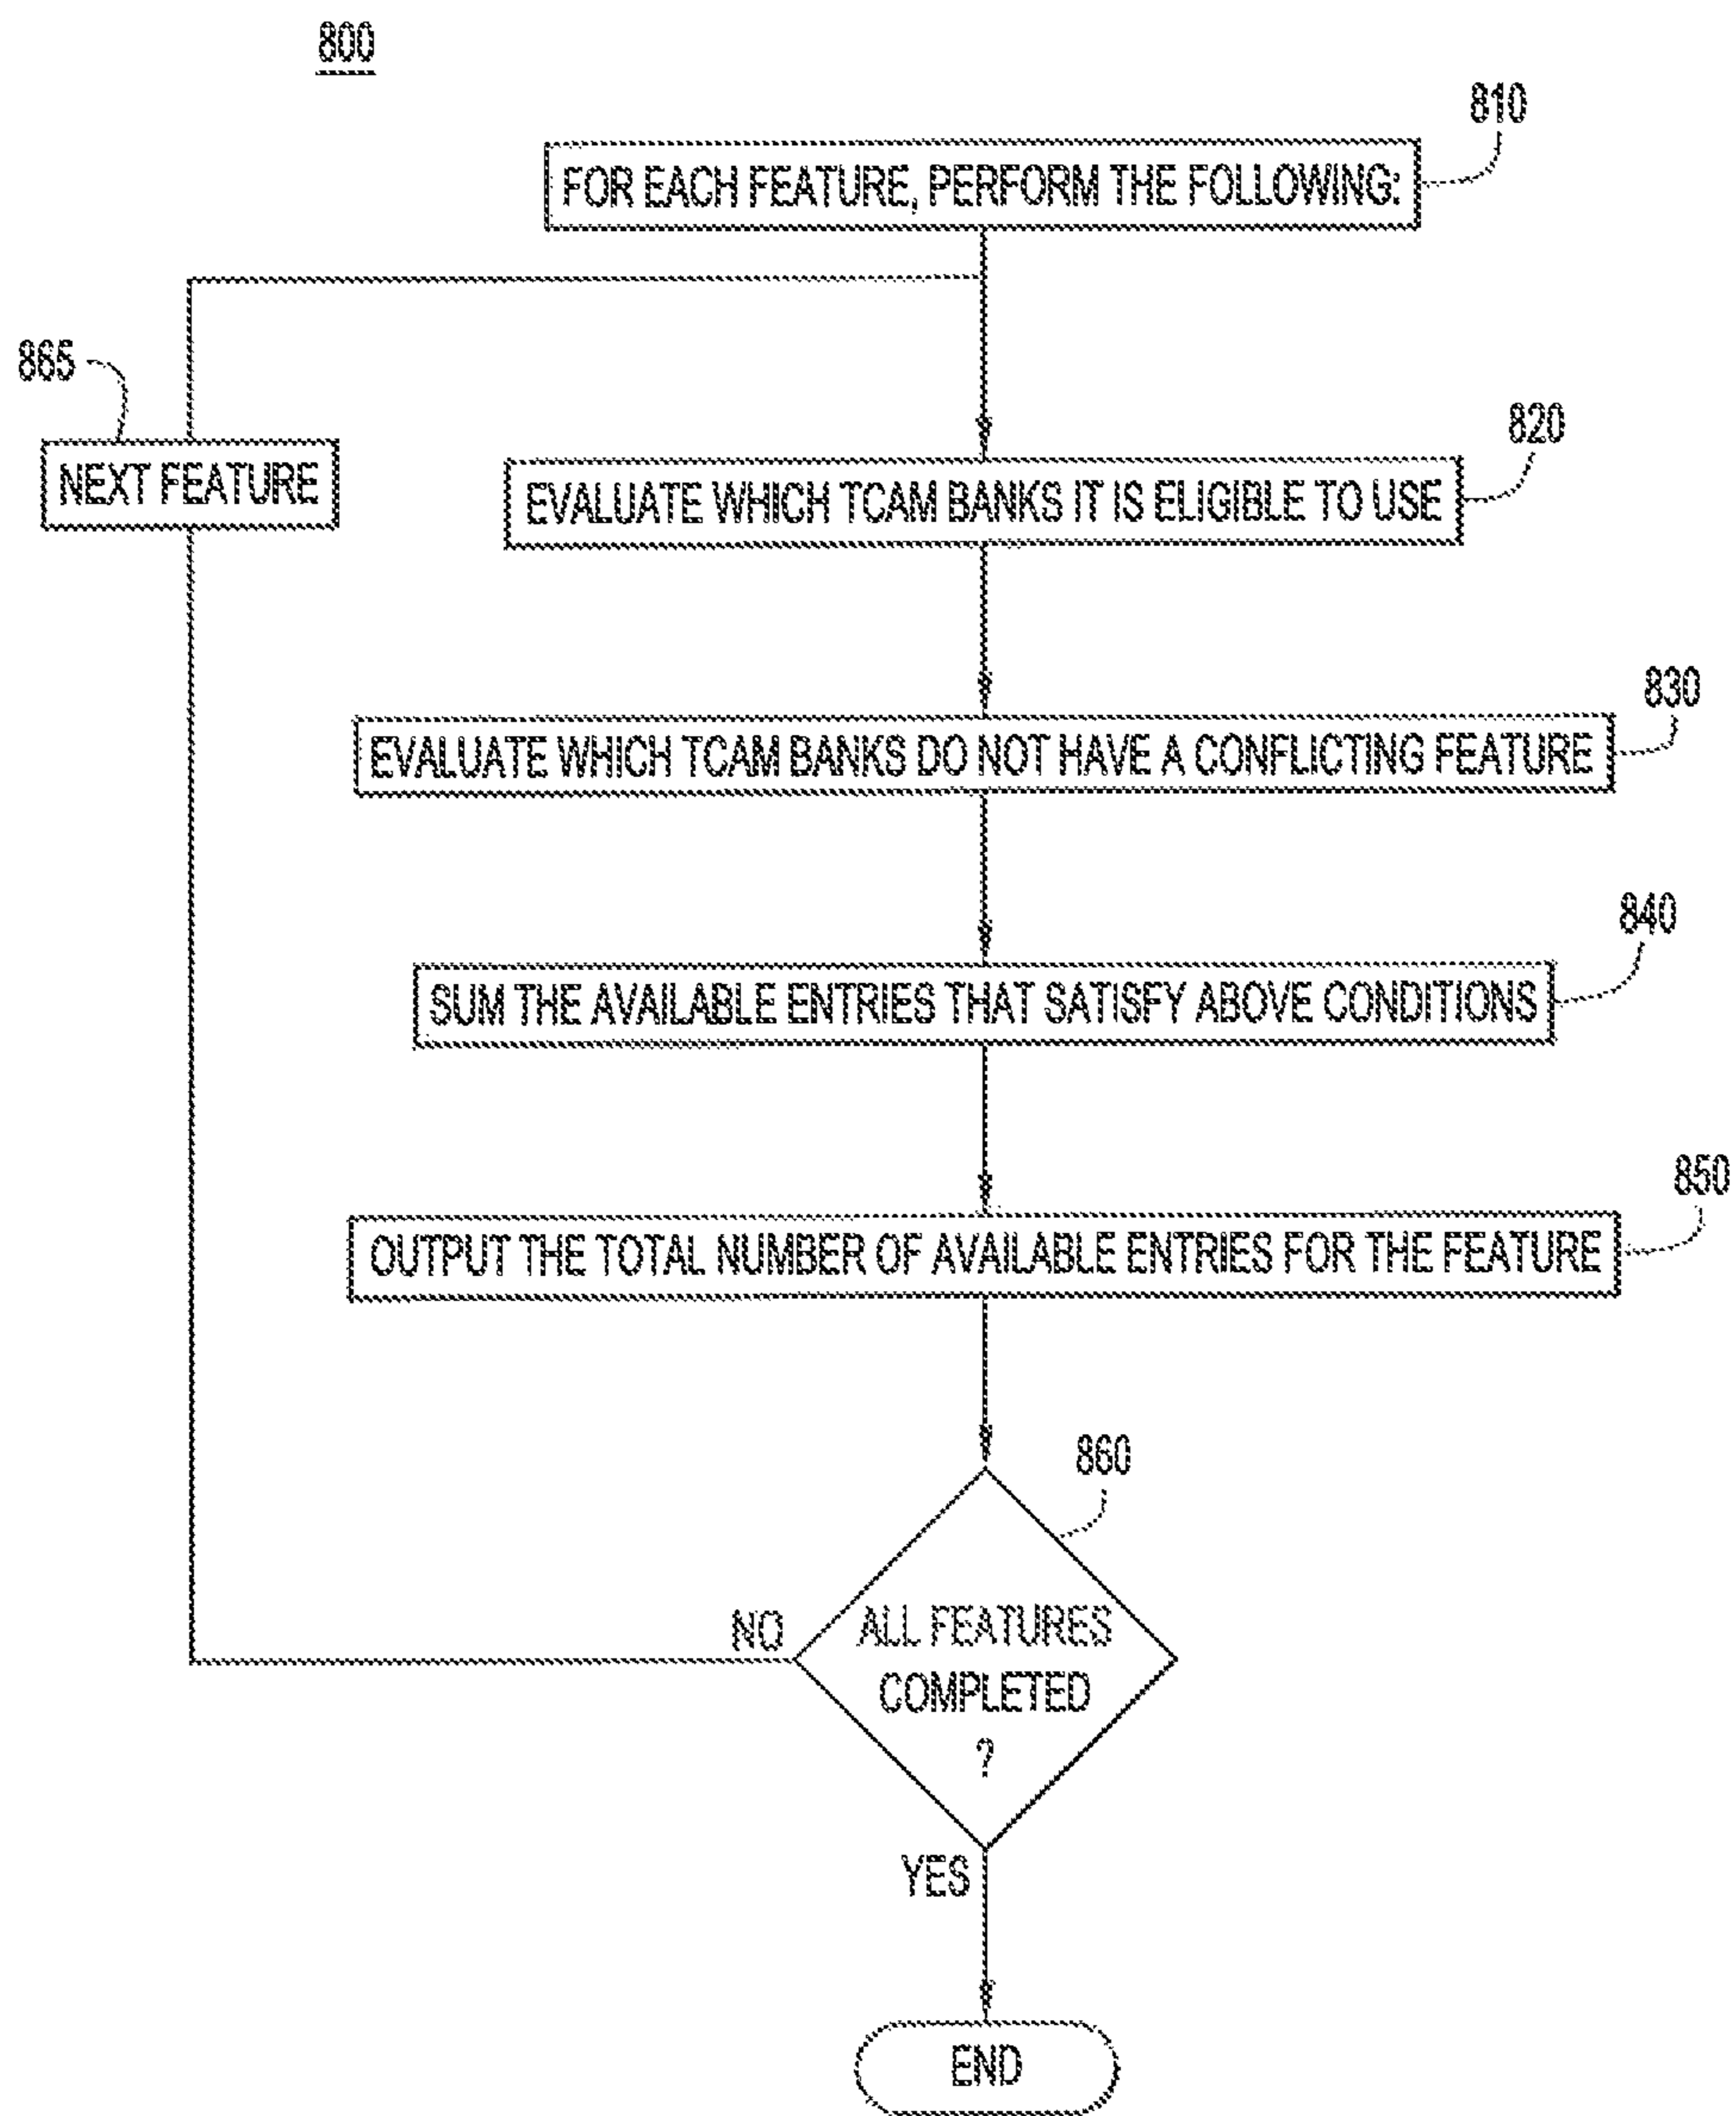 800
810
FOR EACH FEATURE, PERFORM THE FOLLOWING:
865
NEXT FEATURE
820
EVALUATE WHICH TCAM BANKS IT IS ELIGIBLE TO USE
830
EVALUATE WHICH TCAM BANKS DO NOT HAVE A CONFLICTING FEATURE
840
SUM THE AVAILABLE ENTRIES THAT SATISFY ABOVE CONDITIONS
850
OUTPUT THE TOTAL NUMBER OF AVAILABLE ENTRIES FOR THE FEATURE
860
NO
ALL FEATURES
COMPLETED
?
YES
END